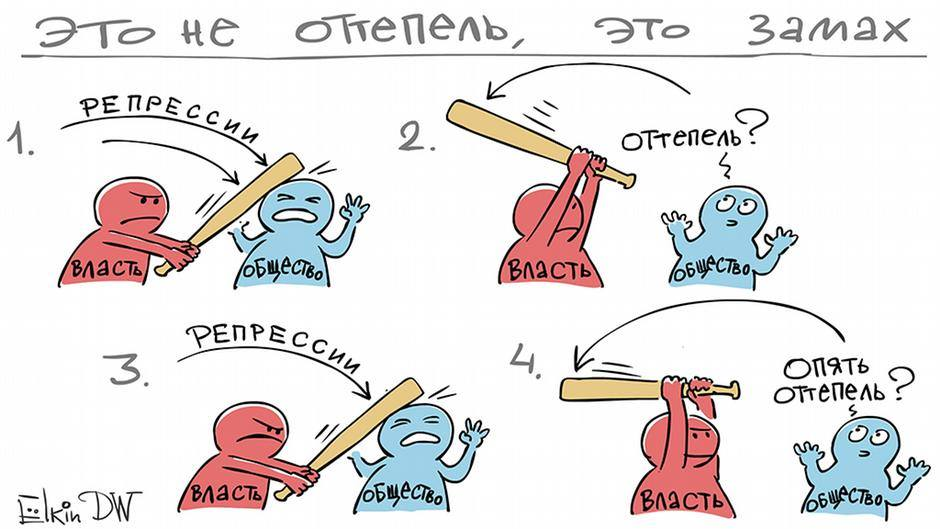 ЭТО НЕ ОТТЕПЕЛЬ, ЭТО ЗАМАХ
1.
РЕПРЕССИИ
ВЛАСТЬ
ОБЩЕСТВО
2.
ОТТЕПЕЛЬ?
ВЛАСТЬ
ОБЩЕСТВО
3.
РЕПРЕССИИ
ВЛАСТЬ
ОБЩЕСТВО
4.
ОПЯТЬ
ОТТЕПЕЛЬ?
ВЛАСТЬ
ОБЩЕСТВО
Ёlkin DW